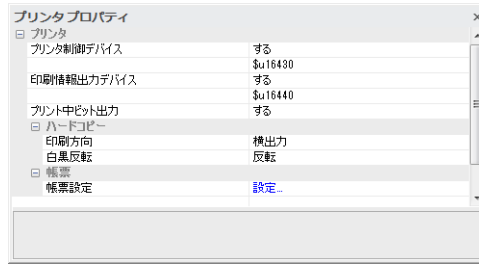 プリンタ プロパティ
プリンタ
プリンタ制御デバイス する
$u16430
印刷情報出力デバイス する
$u16440
プリント中ビット出力 する
ハードコピー
印刷方向 横出力
白黒反転 反転
帳票
帳票設定 設定...